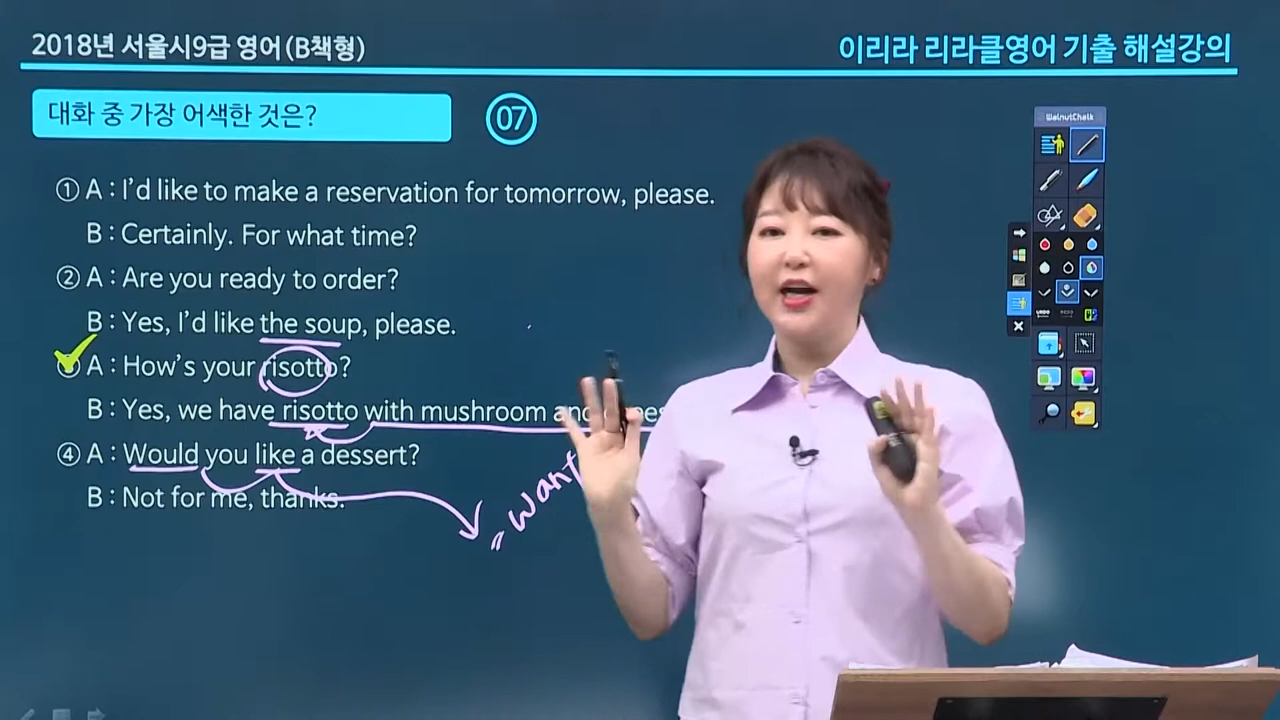 2018년 서울시9급 영어(B책형)
이리라 리라클영어 기출 해설강의
대화 중 가장 어색한 것은?
07
① A : I'd like to make a reservation for tomorrow, please.
B : Certainly. For what time?
② A : Are you ready to order?
B : Yes, I'd like the soup, please.
A : How's your risotto?
B : Yes, we have risotto with mushroom and
④ A : Would you like a dessert?
B : Not for me, thanks.
"want
WalnutChalk